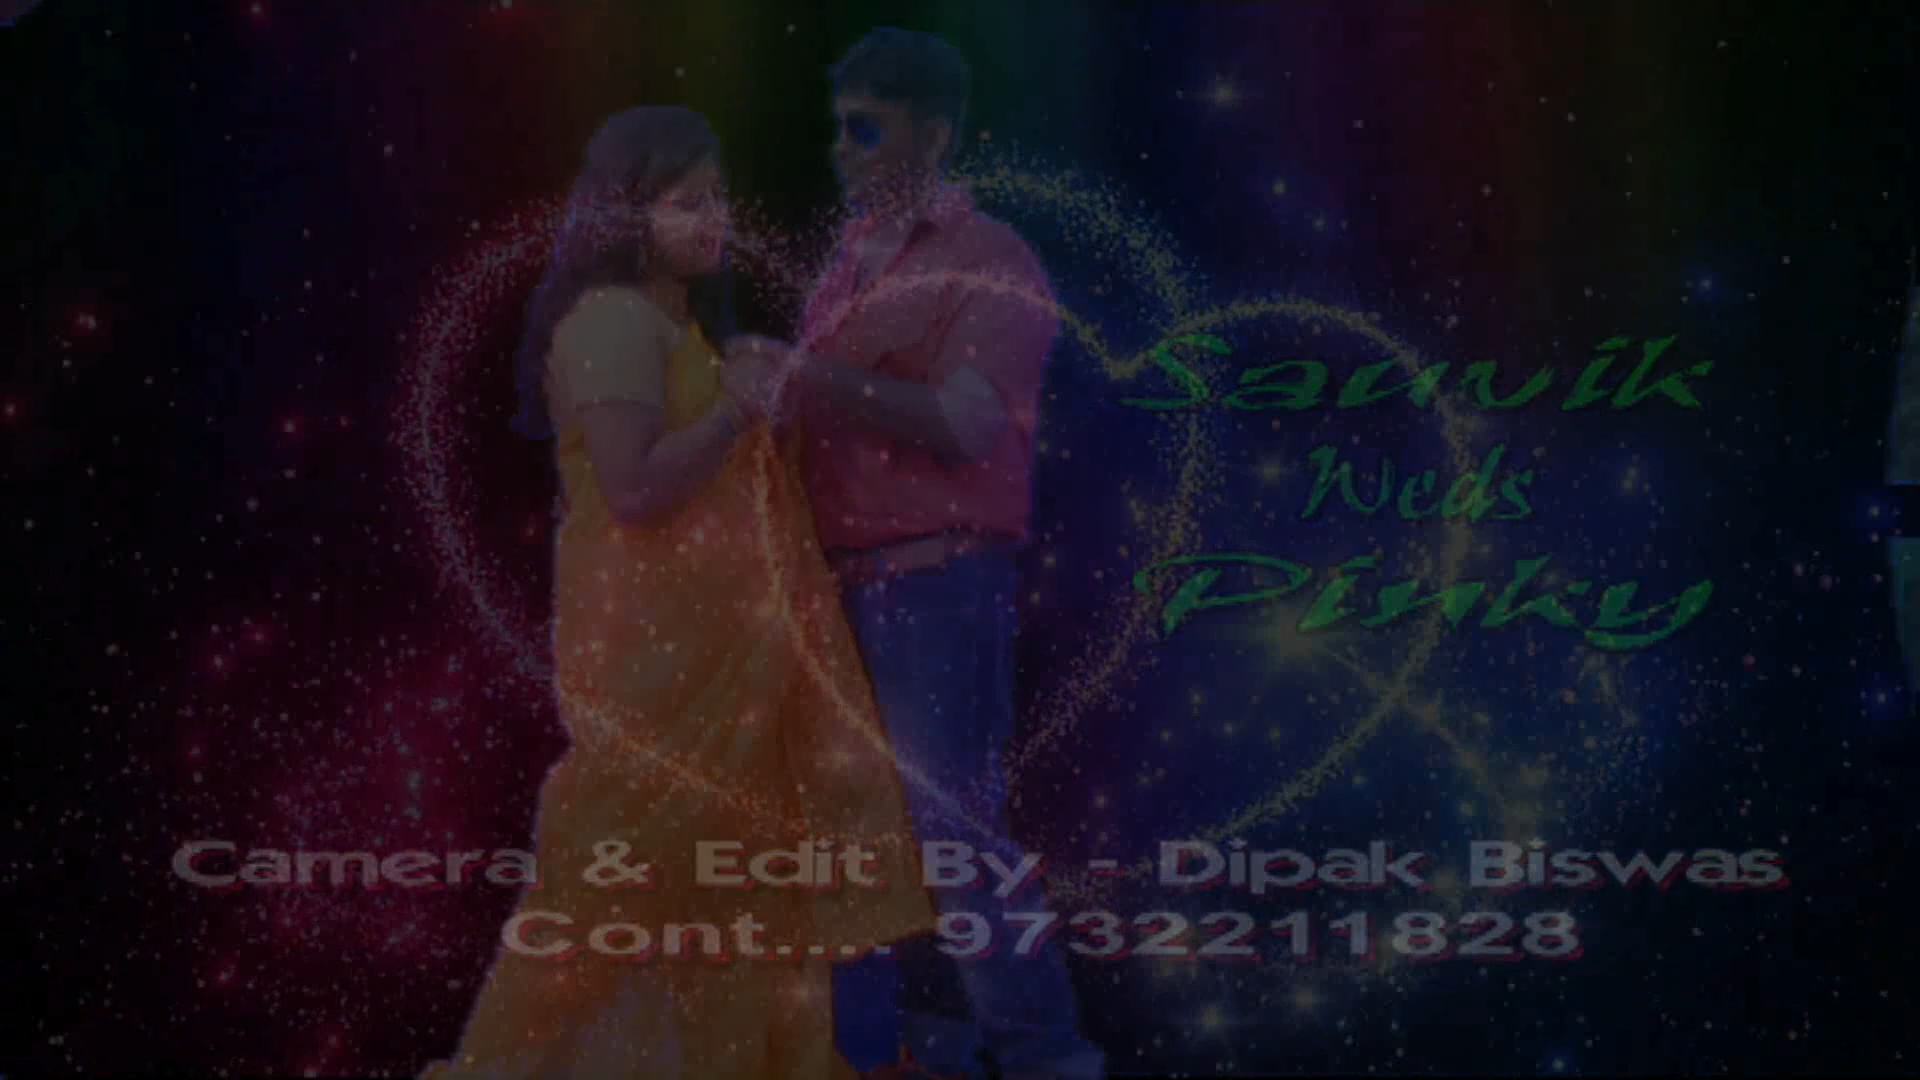 Sauvik
Weds
Pinky
Camera & Edit By - Dipak Biswas
Cont.... 9732211828